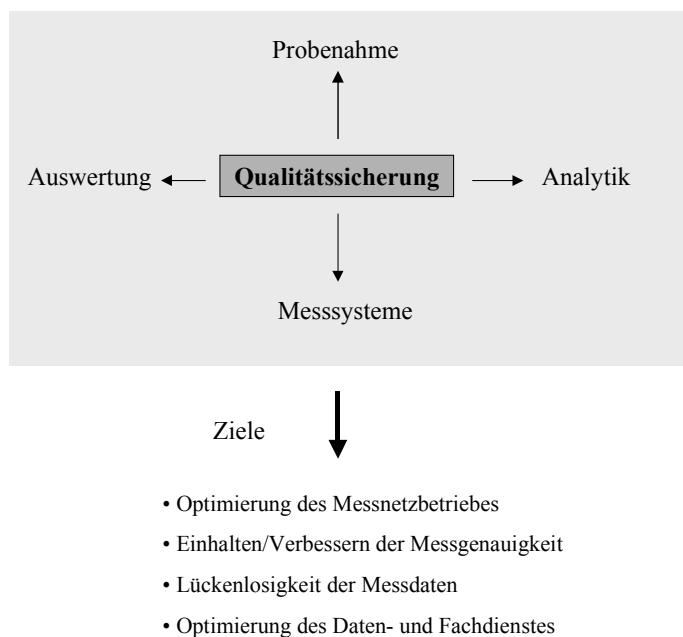 Probenahme
Auswertung Qualitätssicherung Analytik
Messsysteme
Ziele
• Optimierung des Messnetzbetriebes
• Einhalten/Verbessern der Messgenauigkeit
• Lückenlosigkeit der Messdaten
• Optimierung des Daten- und Fachdienstes